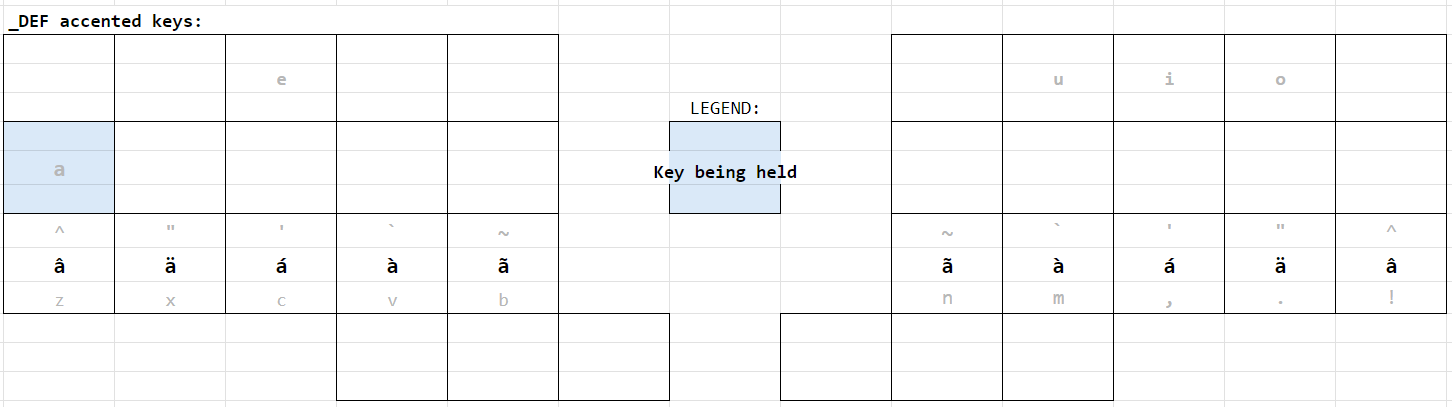 _DEF accented keys:
e u i o
LEGEND:
a Key being held
^ " ' ` ~ ~ ` ' " ^
â ä á à ã ã à á ä â
z x c v b n m , . !